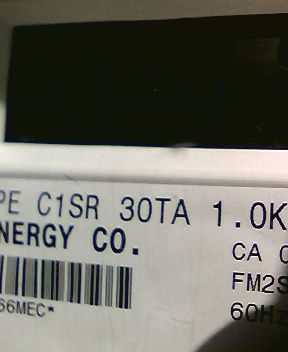 PE C1SR 30TA 1.0K
NERGY CO.
CA
FM2S
66MEC*
60Hz